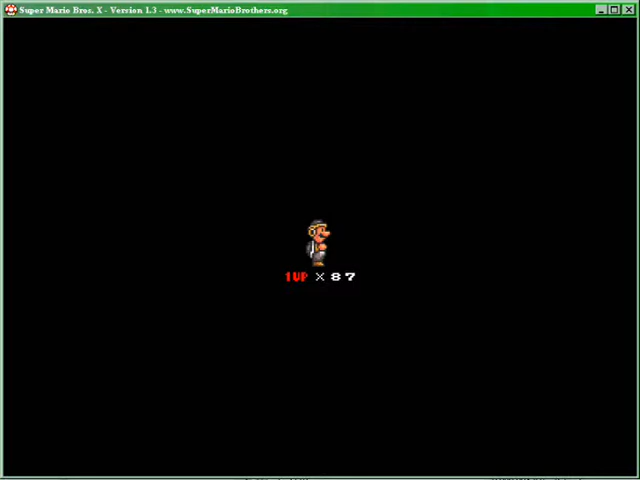 Super Mario Bros. X - Version 1.3 - www.SuperMarioBrothers.org
1UP X 87